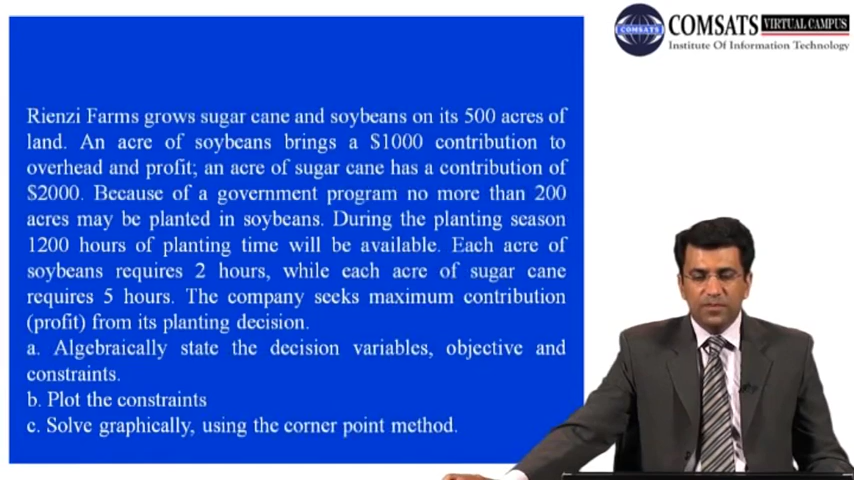 COMSATS VIRTUAL CAMPUS
Institute Of Information Technology
COMSATS
Rienzi Farms grows sugar cane and soybeans on its 500 acres of
land. An acre of soybeans brings a $1000 contribution to
overhead and profit; an acre of sugar cane has a contribution of
$2000. Because of a government program no more than 200
acres may be planted in soybeans. During the planting season
1200 hours of planting time will be available. Each acre of
soybeans requires 2 hours, while each acre of sugar cane
requires 5 hours. The company seeks maximum contribution
(profit) from its planting decision.
a. Algebraically state the decision variables, objective and
constraints.
b. Plot the constraints
c. Solve graphically, using the corner point method.